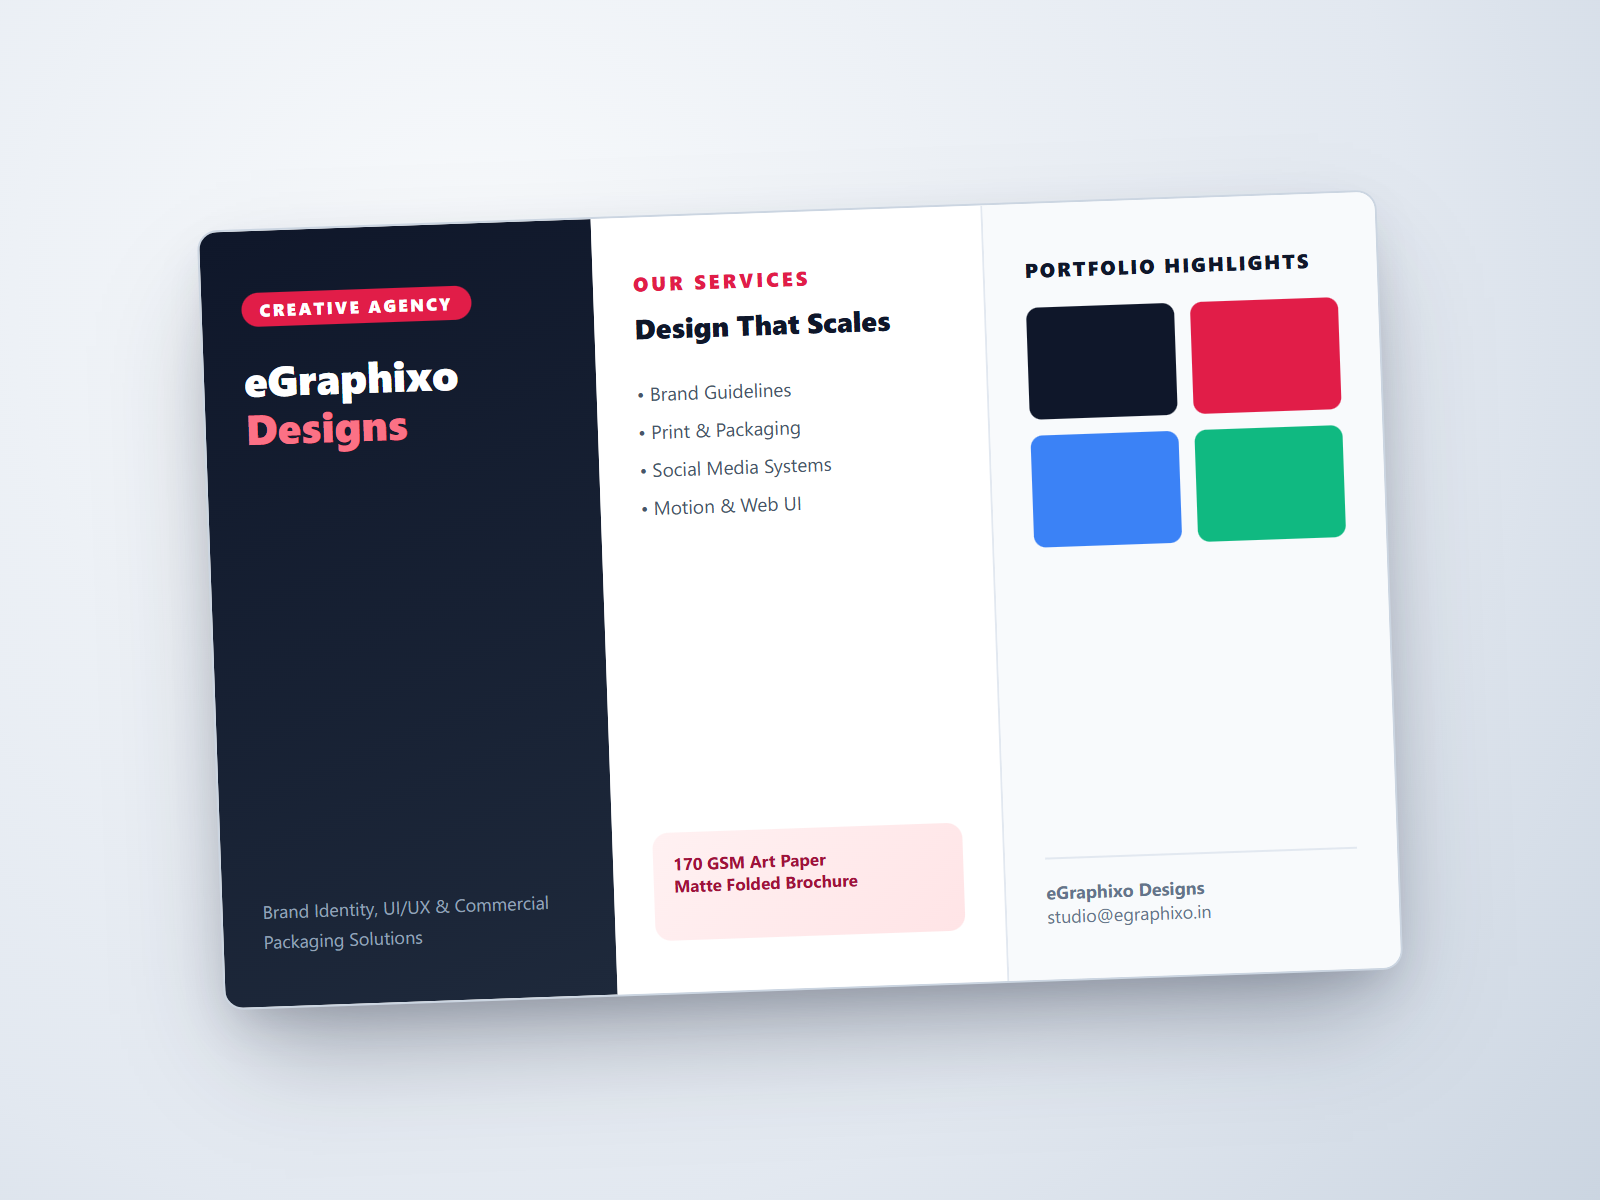 CREATIVE AGENCY
eGraphixo
Designs
Brand Identity, UI/UX & Commercial
Packaging Solutions
OUR SERVICES
Design That Scales
• Brand Guidelines
• Print & Packaging
• Social Media Systems
• Motion & Web UI
170 GSM Art Paper
Matte Folded Brochure
PORTFOLIO HIGHLIGHTS
eGraphixo Designs
studio@egraphixo.in